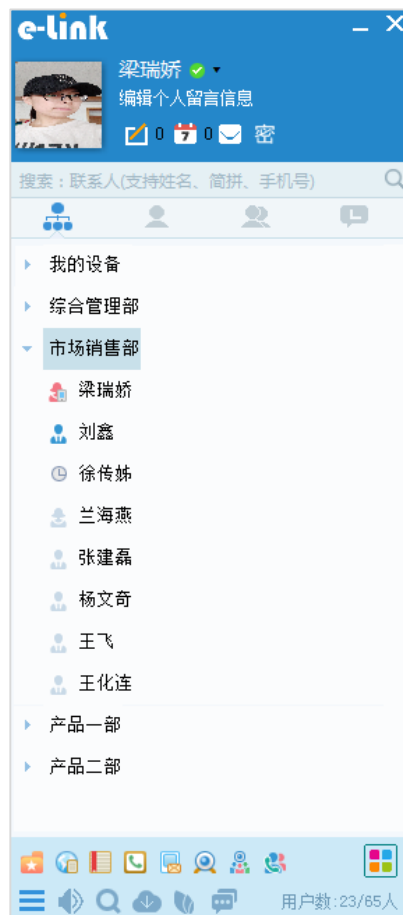 e-link
梁瑞娇
编辑个人留言信息
0 7 0 密
搜索：联系人(支持姓名、简拼、手机号)
我的设备
综合管理部
市场销售部
梁瑞娇
刘鑫
徐传姊
兰海燕
张建磊
杨文奇
王飞
王化连
产品一部
产品二部
用户数:23/65人